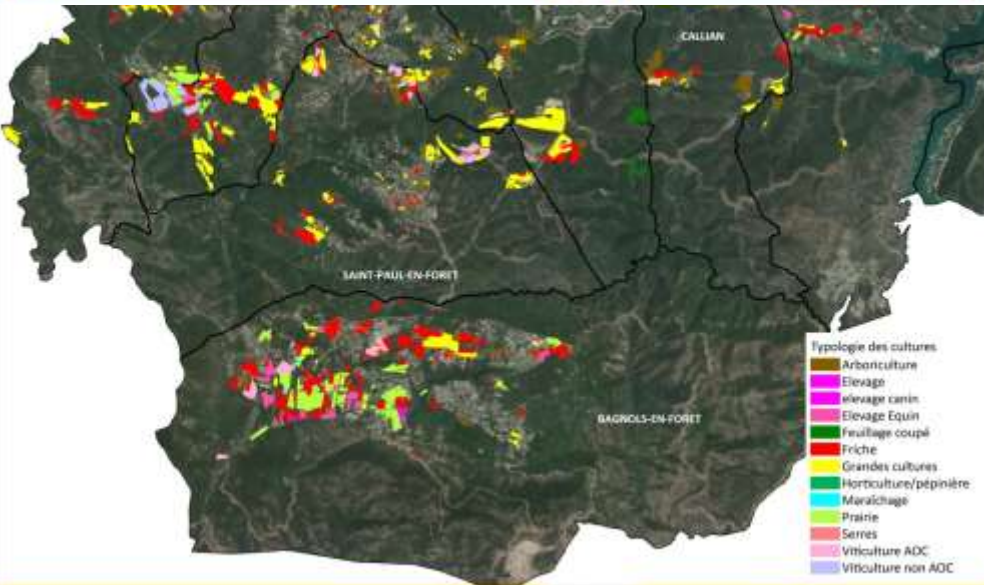 CALLIAN
SAINT-PAUL-EN-FORET
BAGNOLS-EN-FORET
Typologie des cultures
Arboriculture
Elevage
elevage canin
Elevage Equin
Feuillage coupé
Friche
Grandes cultures
Horticulture/pépinière
Maraîchage
Prairie
Serres
Viticulture AOC
Viticulture non AOC